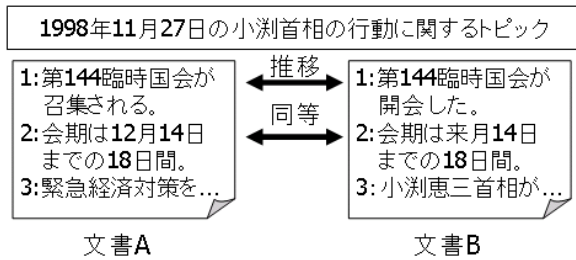 1998年11月27日の小渕首相の行動に関するトピック
1:第144臨時国会が
召集される。
2:会期は12月14日
までの18日間。
3:緊急経済対策を...
文書A
推移
同等
1:第144臨時国会が
開会した。
2:会期は来月14日
までの18日間。
3:小渕恵三首相が...
文書B